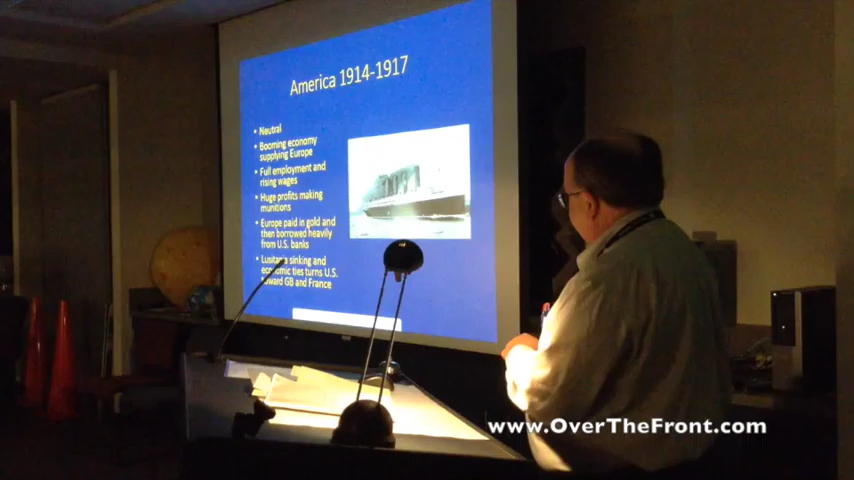 America 1914-1917
• Neutral
• Booming economy
supplying Europe
• Full employment and
rising wages
• Huge profits making
munitions
• Europe paid in gold and
then borrowed heavily
from U.S. banks
• Lusitania sinking and
economic ties turns U.S.
toward GB and France
www.OverTheFront.com